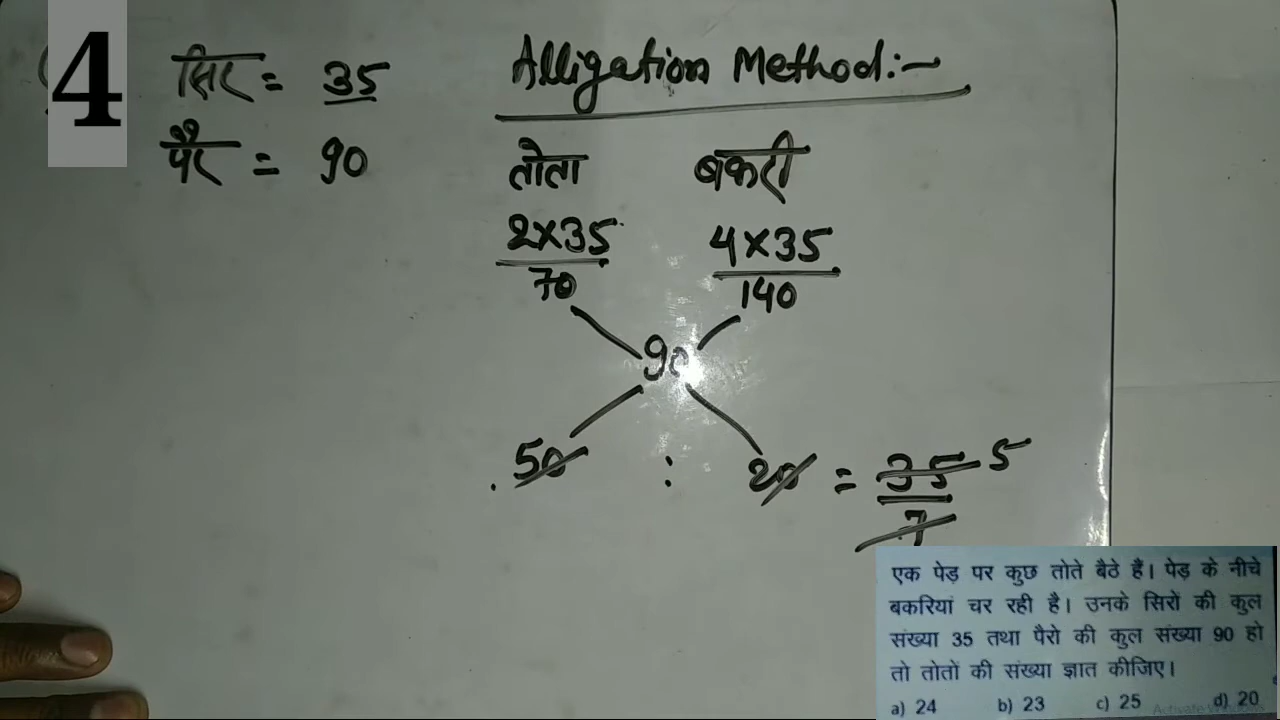 4
सिर = 35
पैर = 90
Alligation Method:-
तोता बकरी
2×35 4×35
70 140
90
50 : 20 = 35 5
7
एक पेड़ पर कुछ तोते बैठे हैं। पेड़ के नीचे
बकरियां चर रही है। उनके सिरों की कुल
संख्या 35 तथा पैरो की कुल संख्या 90 हो
तो तोतों की संख्या ज्ञात कीजिए।
a) 24 b) 23 c) 25 d) 20